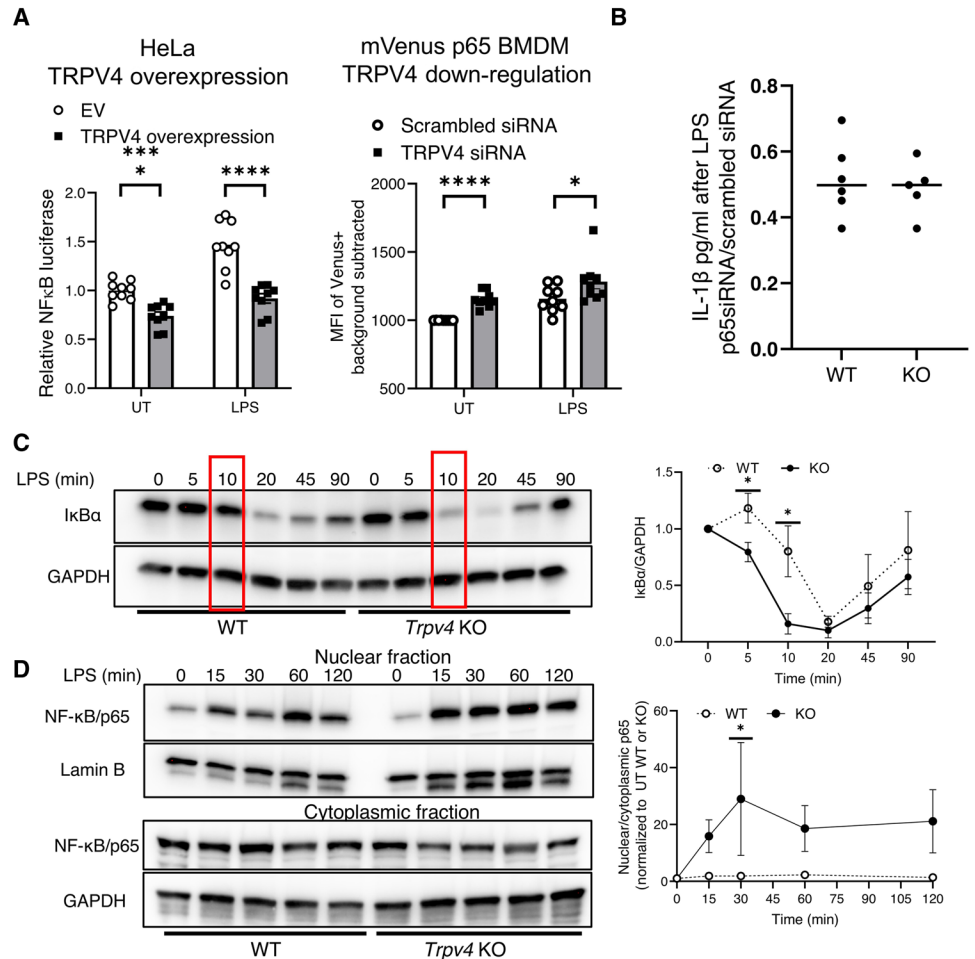 A
HeLa
TRPV4 overexpression
EV
TRPV4 overexpression
***
*
****
Relative NFκB luciferase
2.0
1.5
1.0
0.5
0.0
UT
LPS
mVenus p65 BMDM
TRPV4 down-regulation
Scrambled siRNA
TRPV4 siRNA
****
*
MFI of Venus+
background subtracted
2000
1500
1000
500
UT
LPS
B
IL-1β pg/ml after LPS
p65siRNA/scrambled siRNA
0.8
0.6
0.4
0.2
0.0
WT
KO
C
LPS (min)
0 5 10 20 45 90 0 5 10 20 45 90
IκBα
GAPDH
WT
Trpv4 KO
WT
KO
*
*
IκBα/GAPDH
1.5
1.0
0.5
0.0
0 5 10 20 45 90
Time (min)
D
Nuclear fraction
LPS (min)
0 15 30 60 120 0 15 30 60 120
NF-κB/p65
Lamin B
Cytoplasmic fraction
NF-κB/p65
GAPDH
WT
Trpv4 KO
WT
KO
*
Nuclear/cytoplasmic p65
(normalized to UT WT or KO)
60
40
20
0
0 15 30 45 60 75 90 105 120
Time (min)